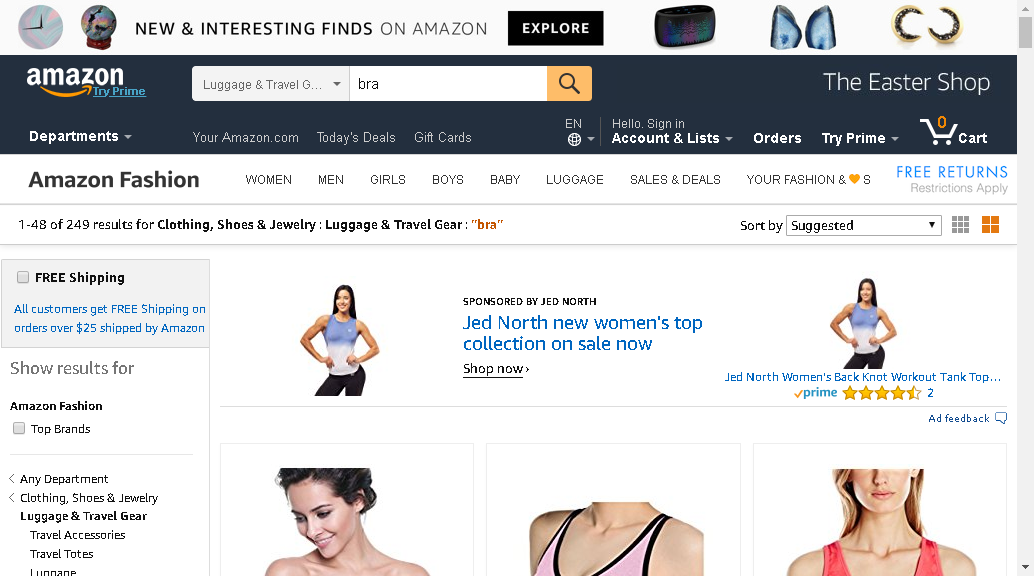 NEW & INTERESTING FINDS ON AMAZON
EXPLORE
amazon
Try Prime
Luggage & Travel G...
bra
The Easter Shop
Departments
Your Amazon.com
Today's Deals
Gift Cards
EN
Hello. Sign in
Account & Lists
Orders
Try Prime
0
Cart
Amazon Fashion
WOMEN
MEN
GIRLS
BOYS
BABY
LUGGAGE
SALES & DEALS
YOUR FASHION & 🧡 S
FREE RETURNS
Restrictions Apply
1-48 of 249 results for Clothing, Shoes & Jewelry : Luggage & Travel Gear : "bra"
Sort by Suggested
FREE Shipping
All customers get FREE Shipping on
orders over $25 shipped by Amazon
Show results for
Amazon Fashion
Top Brands
Any Department
Clothing, Shoes & Jewelry
Luggage & Travel Gear
Travel Accessories
Travel Totes
Luggage
SPONSORED BY JED NORTH
Jed North new women's top
collection on sale now
Shop now ›
Jed North Women's Back Knot Workout Tank Top...
prime
2
Ad feedback